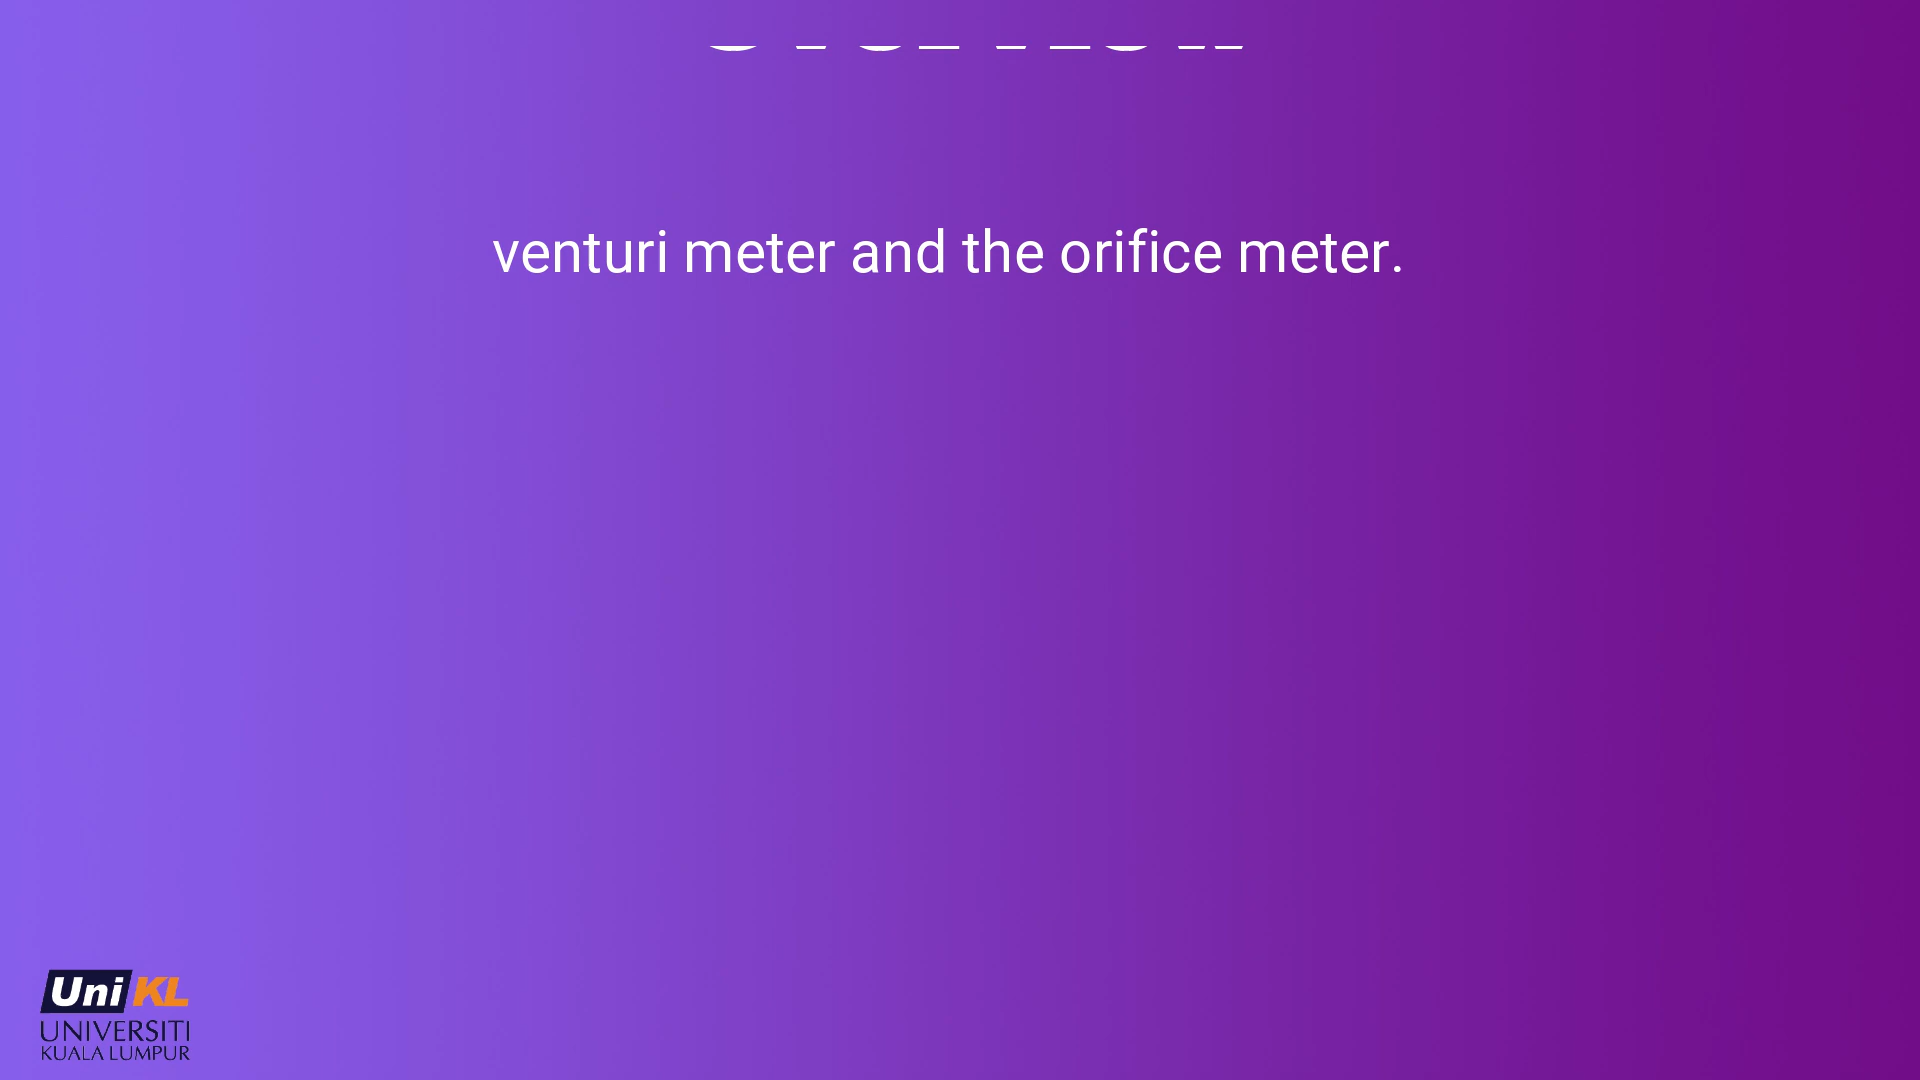 venturi meter and the orifice meter.
UniKL
UNIVERSITI
KUALA LUMPUR